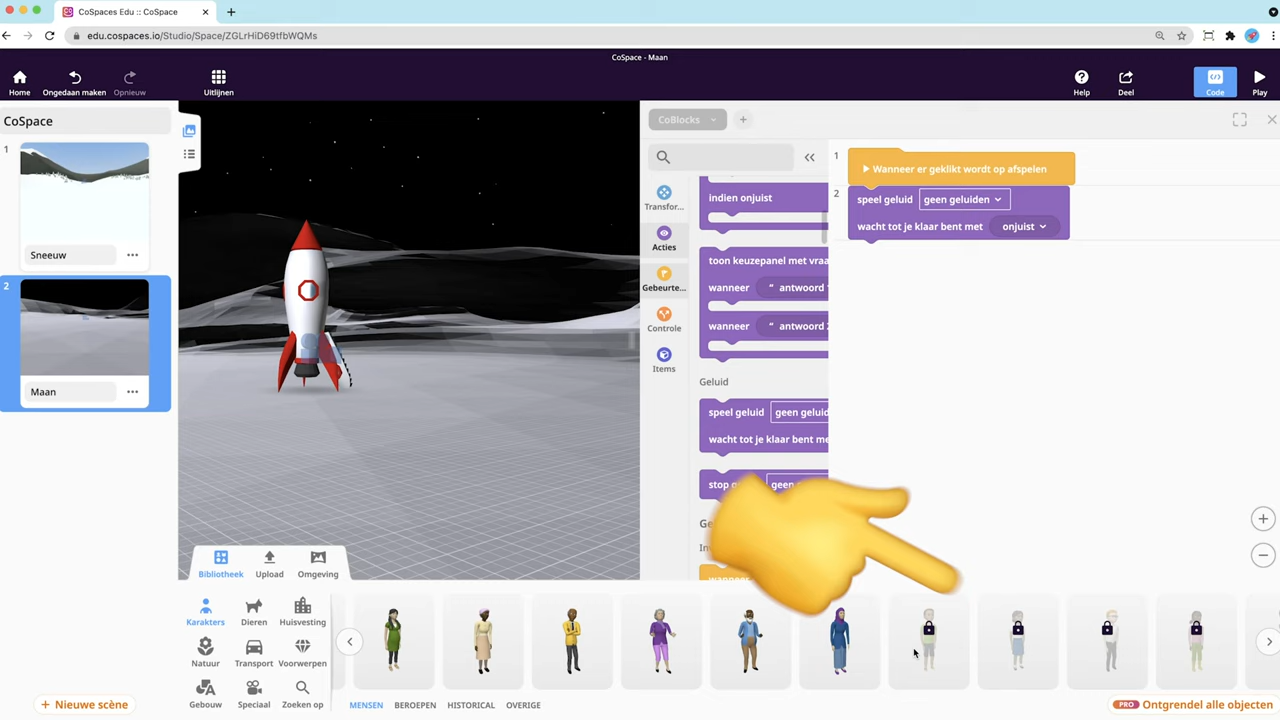 CoSpaces Edu :: CoSpace
edu.cospaces.io/Studio/Space/ZGLrHiD69tfbWQMs
CoSpace - Maan
Home
Ongedaan maken
Opnieuw
Uitlijnen
Help
Deel
Code
Play
CoSpace
1
Sneeuw
2
Maan
CoBlocks
Transfor...
Acties
Gebeurte...
Controle
Items
indien onjuist
toon keuzepanel met vraa
wanneer " antwoord
wanneer " antwoord
Geluid
speel geluid geen geluid
wacht tot je klaar bent me
stop
1
Wanneer er geklikt wordt op afspelen
2
speel geluid geen geluiden
wacht tot je klaar bent met onjuist
Bibliotheek
Upload
Omgeving
Karakters
Dieren
Huisvesting
Natuur
Transport
Voorwerpen
Gebouw
Speciaal
Zoeken op
+ Nieuwe scène
MENSEN
BEROEPEN
HISTORICAL
OVERIGE
PRO Ontgrendel alle objecten